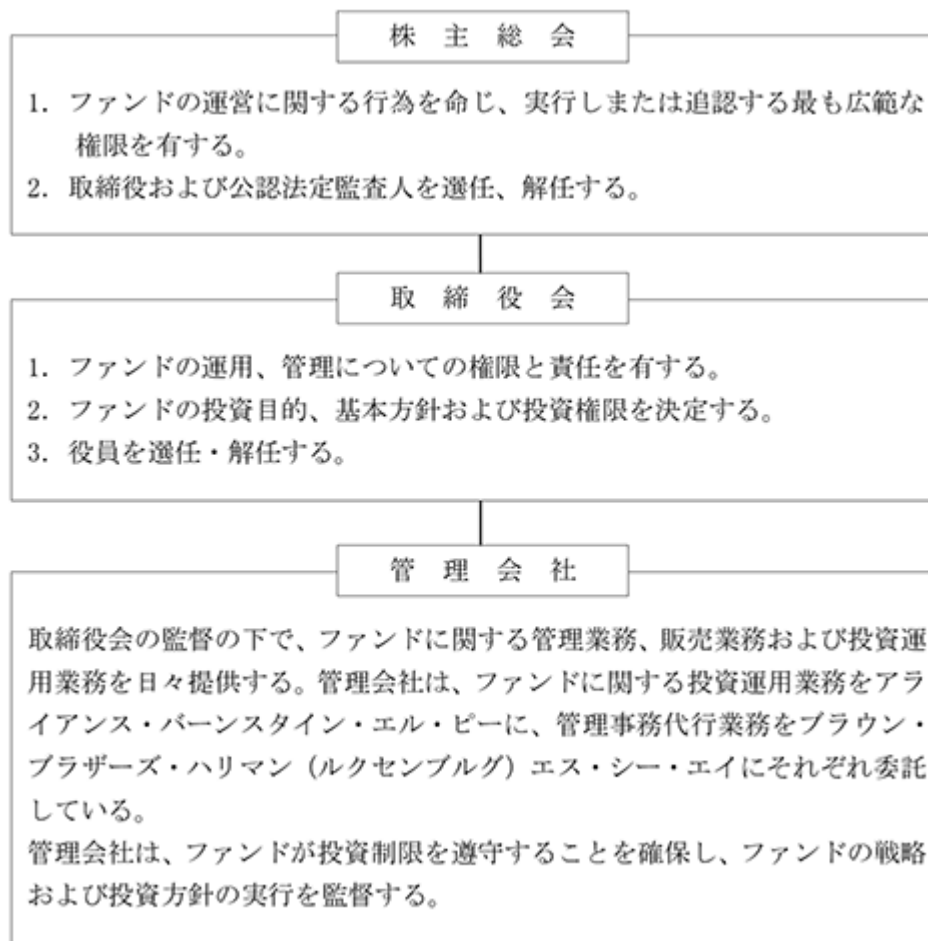 株主総会
1. ファンドの運営に関する行為を命じ、実行しまたは追認する最も広範な
権限を有する。
2. 取締役および公認法定監査人を選任、解任する。
取締役会
1. ファンドの運用、管理についての権限と責任を有する。
2. ファンドの投資目的、基本方針および投資権限を決定する。
3. 役員を選任・解任する。
管理会社
取締役会の監督の下で、ファンドに関する管理業務、販売業務および投資運
用業務を日々提供する。管理会社は、ファンドに関する投資運用業務をアラ
イアンス・バーンスタイン・エル・ピーに、管理事務代行業務をブラウン・
ブラザーズ・ハリマン（ルクセンブルグ）エス・シー・エイにそれぞれ委託
している。
管理会社は、ファンドが投資制限を遵守することを確保し、ファンドの戦略
および投資方針の実行を監督する。